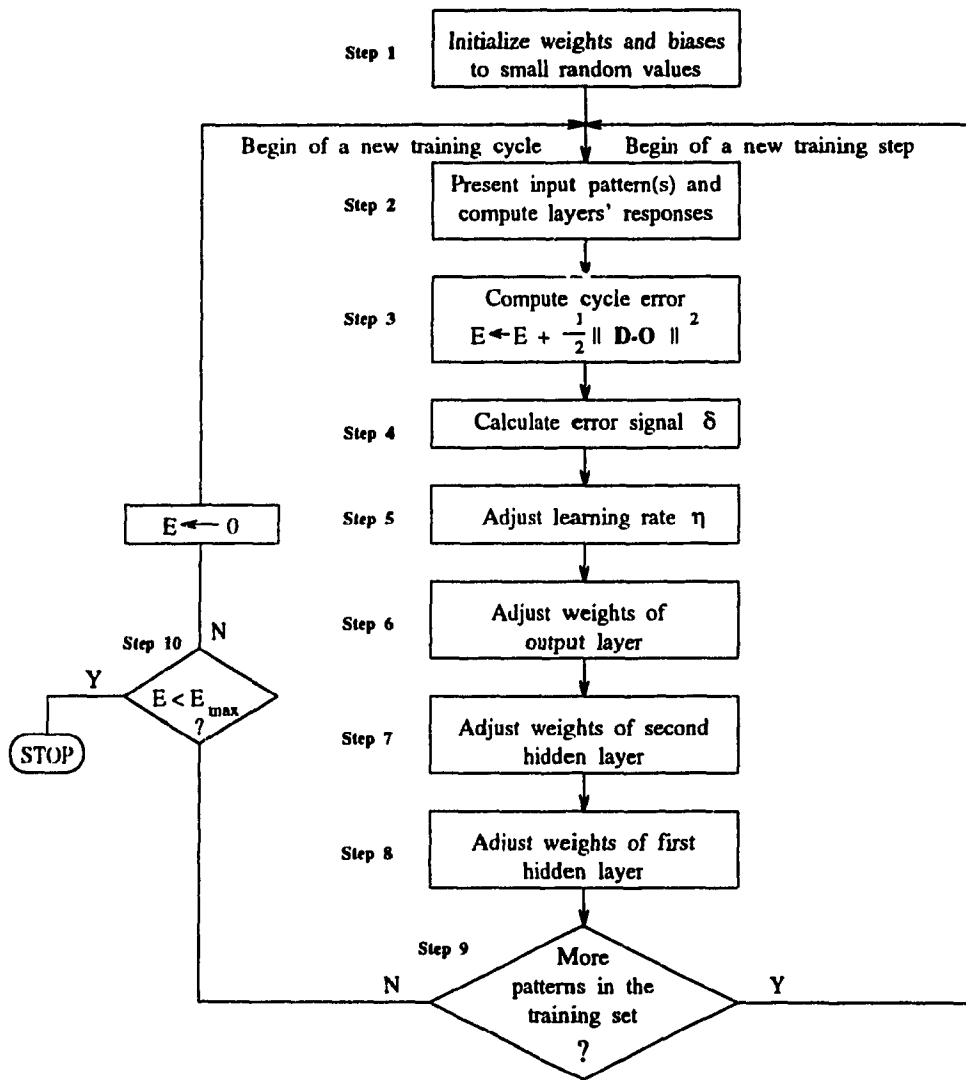 Step 1
Initialize weights and biases
to small random values
Begin of a new training cycle
Begin of a new training step
Step 2
Present input pattern(s) and
compute layers' responses
Step 3
Compute cycle error
E ← E + 1/2 || D-O || ²
Step 4
Calculate error signal δ
Step 5
Adjust learning rate η
E ← 0
Step 6
Adjust weights of
output layer
Step 10
N
Y
E < E max
?
STOP
Step 7
Adjust weights of second
hidden layer
Step 8
Adjust weights of first
hidden layer
Step 9
More
patterns in the
training set
?
N
Y